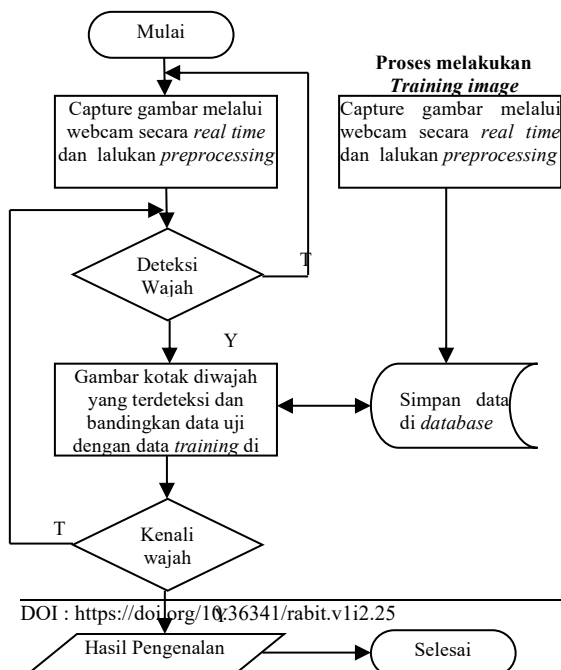 Mulai
Proses melakukan
Training image
Capture gambar melalui
webcam secara real time
dan lalukan preprocessing
Capture gambar melalui
webcam secara real time
dan lalukan preprocessing
Deteksi
Wajah
T
Y
Gambar kotak diwajah
yang terdeteksi dan
bandingkan data uji
dengan data training di
Simpan data
di database
T
Kenali
wajah
DOI : https://doi.org/10.36341/rabit.v1i2.25
Y
Hasil Pengenalan
Selesai